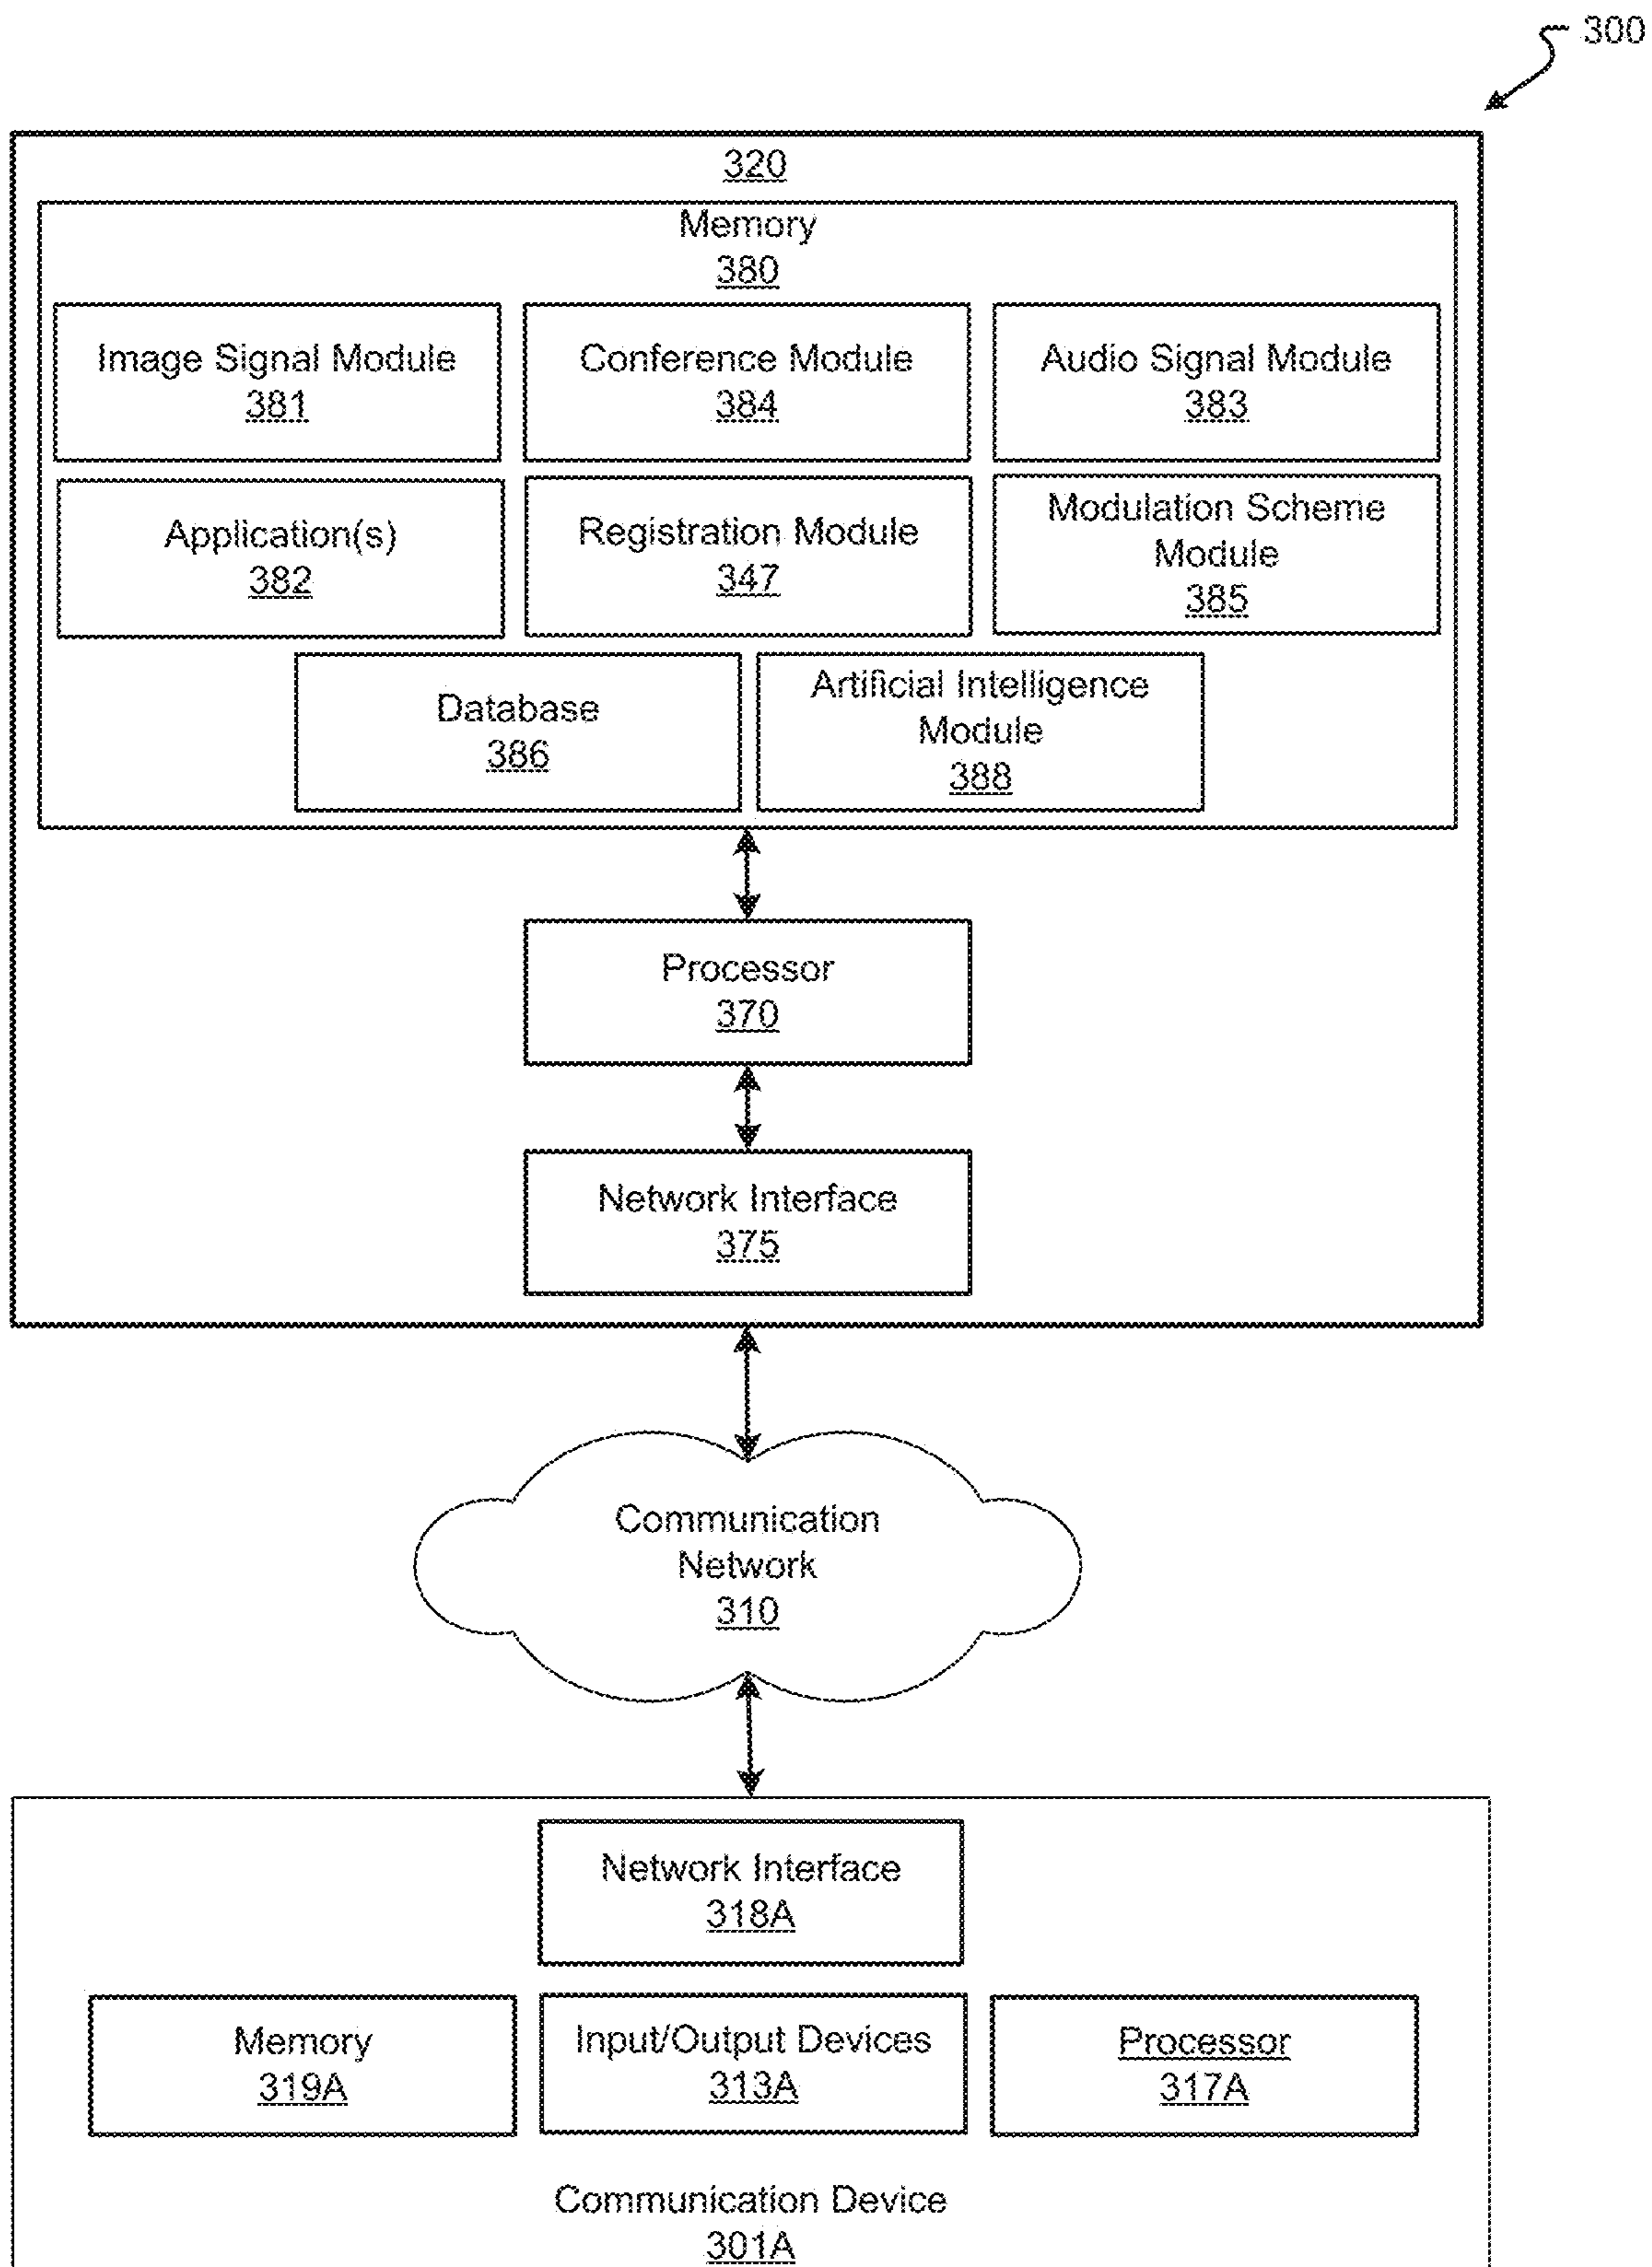 300
320
Memory
380
Image Signal Module
381
Conference Module
384
Audio Signal Module
383
Application(s)
382
Registration Module
347
Modulation Scheme
Module
385
Database
386
Artificial Intelligence
Module
388
Processor
370
Network Interface
375
Communication
Network
310
Network Interface
318A
Memory
319A
Input/Output Devices
313A
Processor
317A
Communication Device
301A